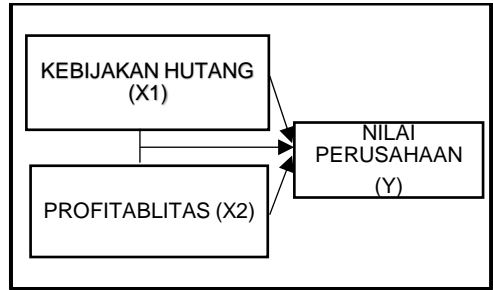 KEBIJAKAN HUTANG
(X1)
PROFITABLITAS (X2)
NILAI
PERUSAHAAN
(Y)